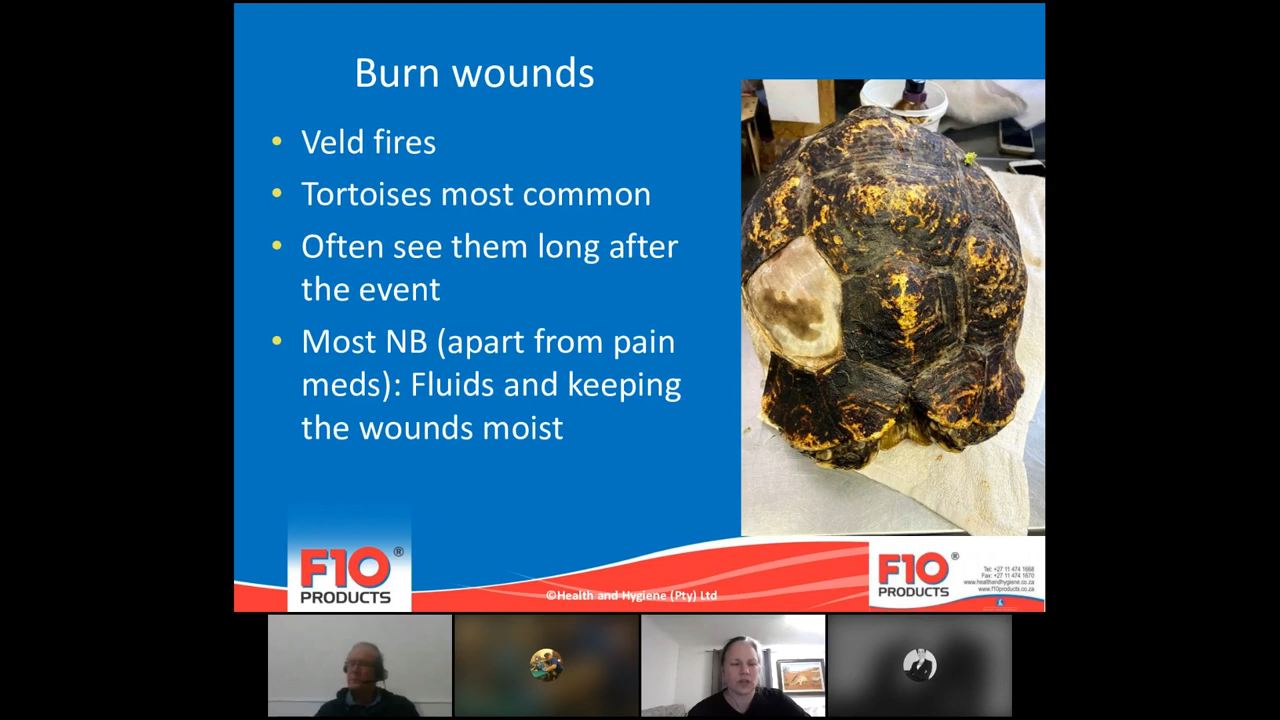 Burn wounds
• Veld fires
• Tortoises most common
• Often see them long after
the event
• Most NB (apart from pain
meds): Fluids and keeping
the wounds moist
F10®
PRODUCTS
©Health and Hygiene (Pty) Ltd
F10®
PRODUCTS
Tel: +27 11 474 1668
Fax: +27 11 474 1670
www.healthandhygiene.co.za
www.f10products.co.za